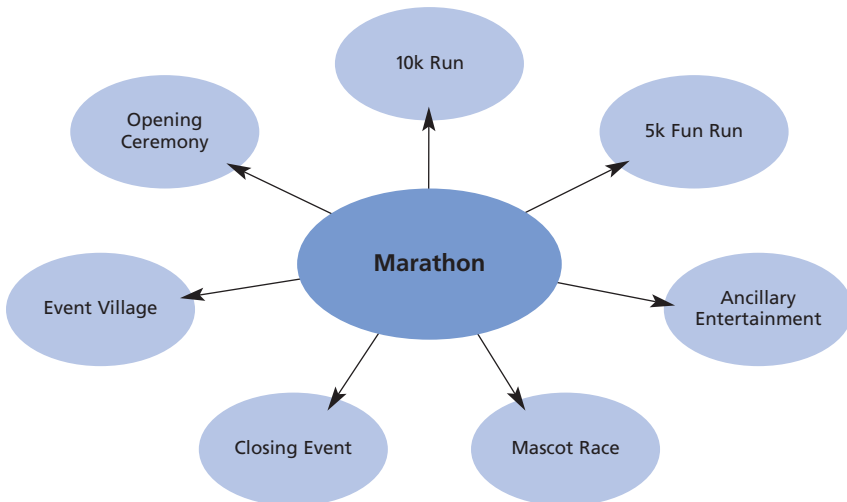 10k Run
Opening
Ceremony
5k Fun Run
Marathon
Event Village
Ancillary
Entertainment
Closing Event
Mascot Race